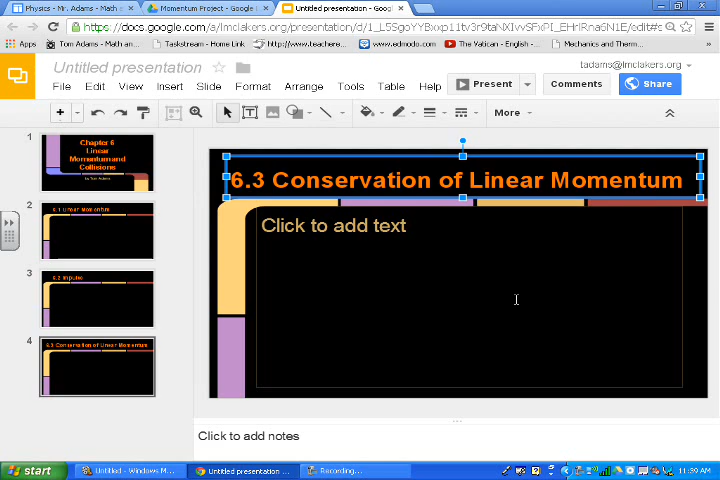 Physics - Mr. Adams - Math a
Momentum Project - Google
Untitled presentation - Goog
https://docs.google.com/a/lmclakers.org/presentation/d/1_L5SgoYYBxxp11tv3r9taNX1vvSFxPI_EHrIRna6N1E/edit#s
Apps
Tom Adams - Math an...
Taskstream - Home Link
http://www.teachere...
www.edmodo.com
The Vatican - English -...
Mechanics and Therm...
Untitled presentation
tadams@lmclakers.org
File Edit View Insert Slide Format Arrange Tools Table Help
Present
Comments
Share
More
1
Chapter 6
Linear
Momentum and
Collisions
by Tom Adams
2
6.1 Linear Momentum
3
6.2 Impulse
4
6.3 Conservation of Linear Momentum
6.3 Conservation of Linear Momentum
Click to add text
Click to add notes
start
Untitled - Windows M...
Untitled presentation ...
Recording...
11:39 AM